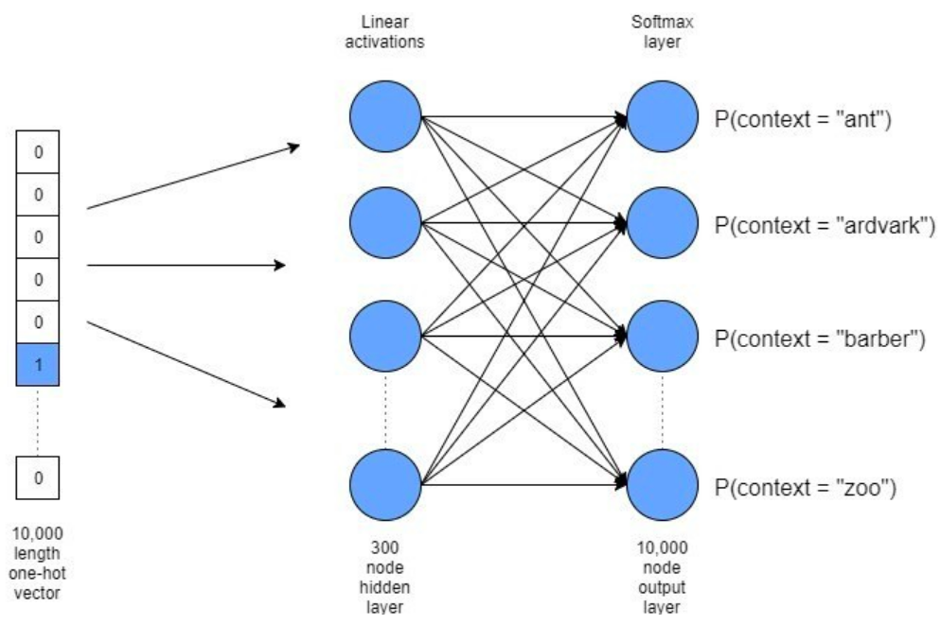 Linear
activations
Softmax
layer
0
0
0
0
0
1
0
P(context = "ant")
P(context = "ardvark")
P(context = "barber")
P(context = "zoo")
10,000
length
one-hot
vector
300
node
hidden
layer
10,000
node
output
layer